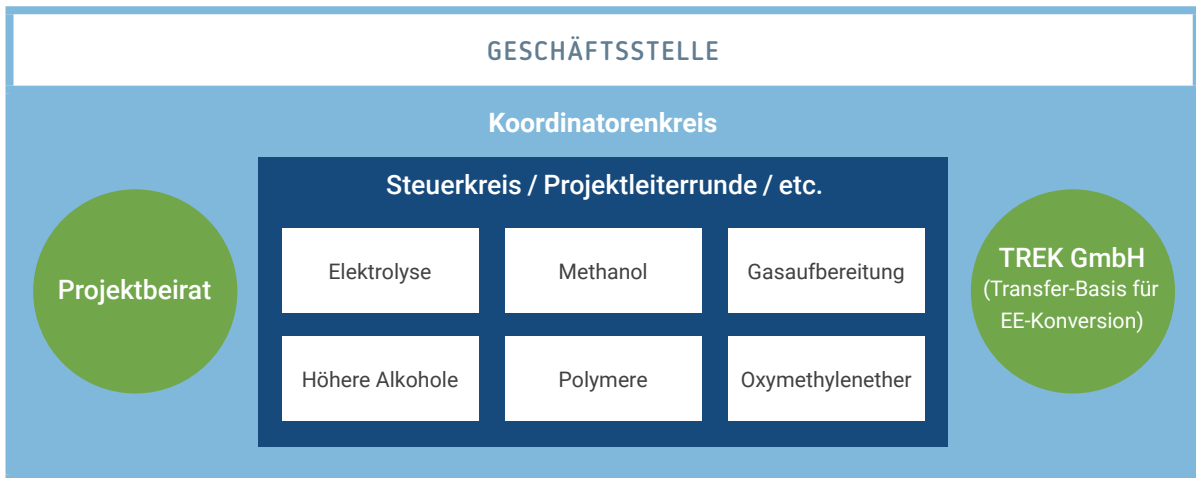 GESCHÄFTSSTELLE
Koordinatorenkreis
Steuerkreis / Projektleiterrunde / etc.
Projektbeirat
Elektrolyse
Methanol
Gasaufbereitung
Höhere Alkohole
Polymere
Oxymethylenether
TREK GmbH
(Transfer-Basis für
EE-Konversion)